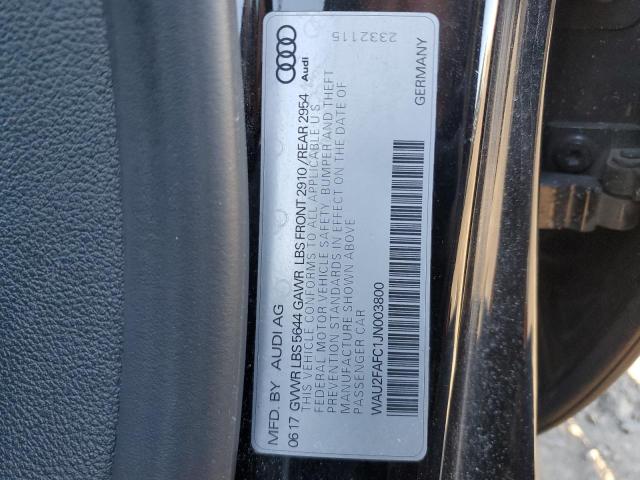 MFD. BY AUDI AG
06 17 GVWR LBS 5644 GAWR LBS FRONT 2910/REAR 2954
THIS VEHICLE CONFORMS TO ALL APPLICABLE U S
FEDERAL MOTOR VEHICLE SAFETY, BUMPER AND THEFT
PREVENTION STANDARDS IN EFFECT ON THE DATE OF
MANUFACTURE SHOWN ABOVE
PASSENGER CAR
WAU2FAFC1JN003800
Audi
2332115
GERMANY